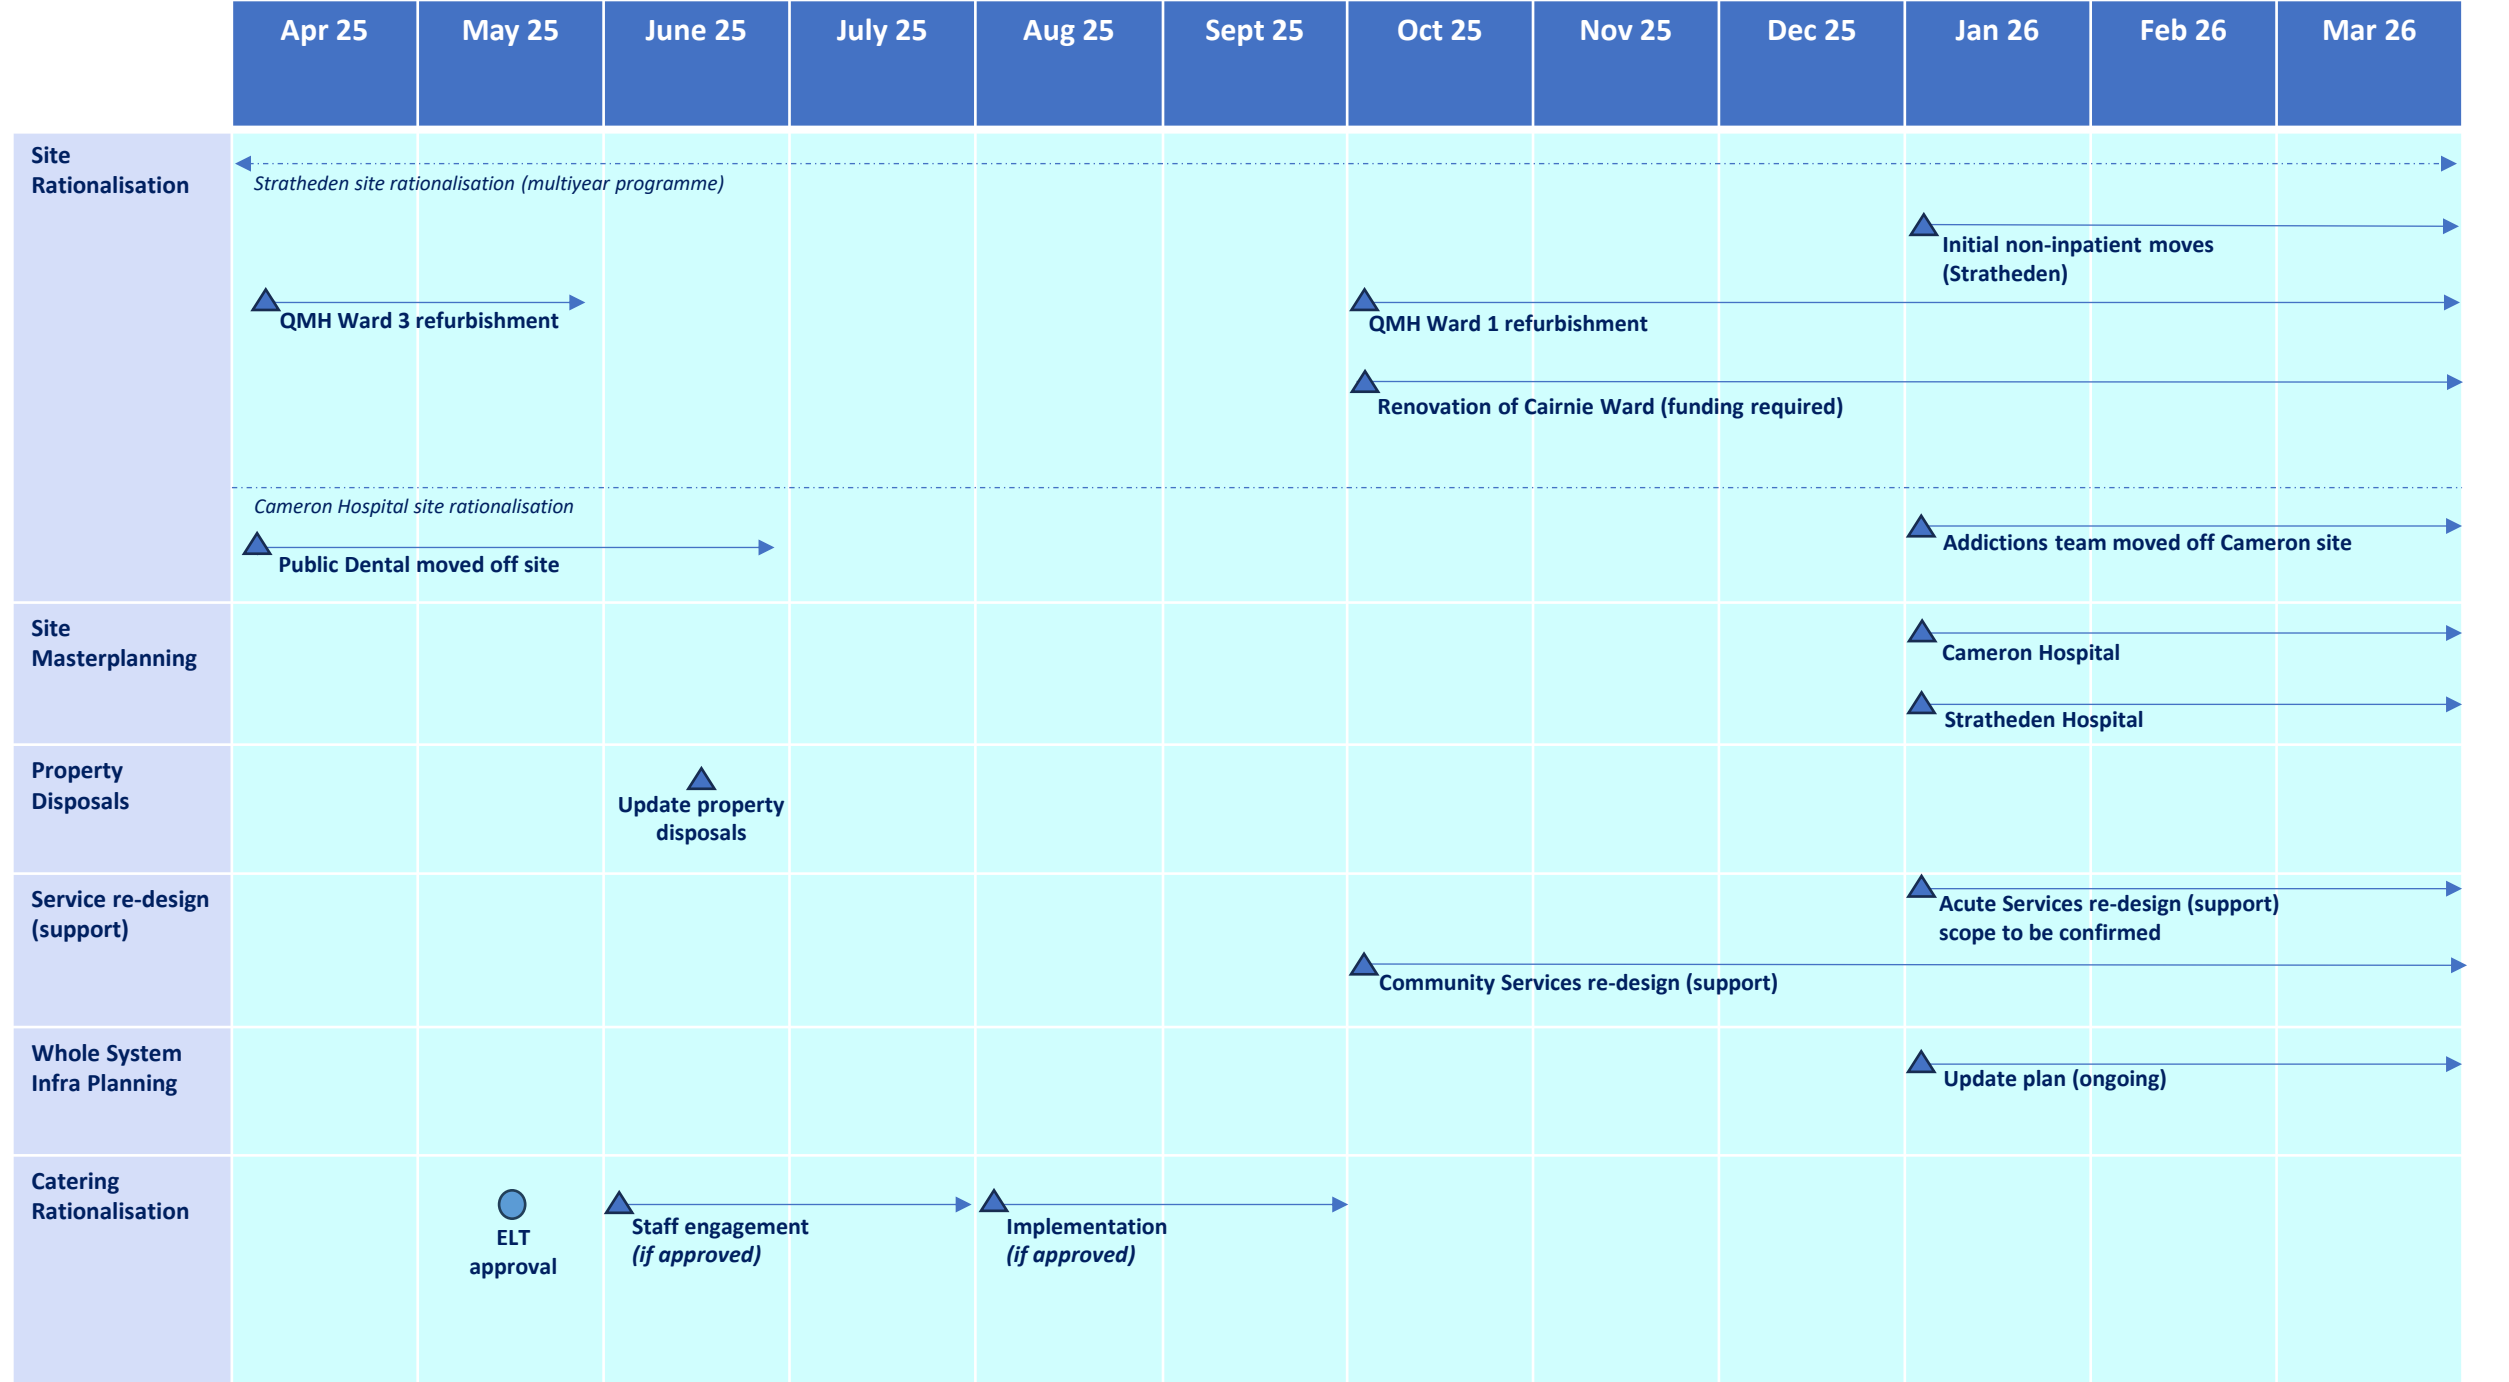 Apr 25
May 25
June 25
July 25
Aug 25
Sept 25
Oct 25
Nov 25
Dec 25
Jan 26
Feb 26
Mar 26
Site
Rationalisation
Stratheden site rationalisation (multiyear programme)
Initial non-inpatient moves
(Stratheden)
QMH Ward 3 refurbishment
QMH Ward 1 refurbishment
Renovation of Cairnie Ward (funding required)
Cameron Hospital site rationalisation
Public Dental moved off site
Addictions team moved off Cameron site
Site
Masterplanning
Cameron Hospital
Stratheden Hospital
Property
Disposals
Update property
disposals
Service re-design
(support)
Acute Services re-design (support)
scope to be confirmed
Community Services re-design (support)
Whole System
Infra Planning
Update plan (ongoing)
Catering
Rationalisation
ELT
approval
Staff engagement
(if approved)
Implementation
(if approved)